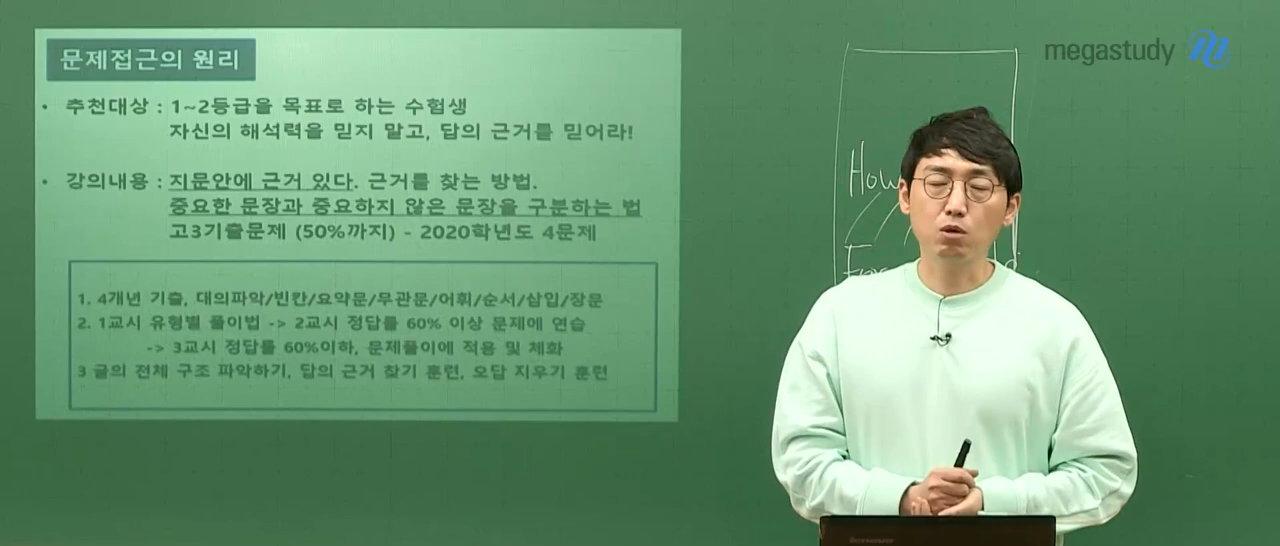 문제접근의 원리
• 추천대상 : 1~2등급을 목표로 하는 수험생
자신의 해석력을 믿지 말고, 답의 근거를 믿어라!
• 강의내용 : 지문안에 근거 있다. 근거를 찾는 방법.
중요한 문장과 중요하지 않은 문장을 구분하는 법
고3기출문제 (50%까지) - 2020학년도 4문제
1. 4개년 기출, 대의파악/빈칸/요약문/무관문/어휘/순서/삽입/장문
2. 1교시 유형별 풀이법 -> 2교시 정답률 60% 이상 문제에 연습
-> 3교시 정답률 60%이하, 문제풀이에 적용 및 체화
3 글의 전체 구조 파악하기, 답의 근거 찾기 훈련, 오답 지우기 훈련
megastudy
How
lenovo